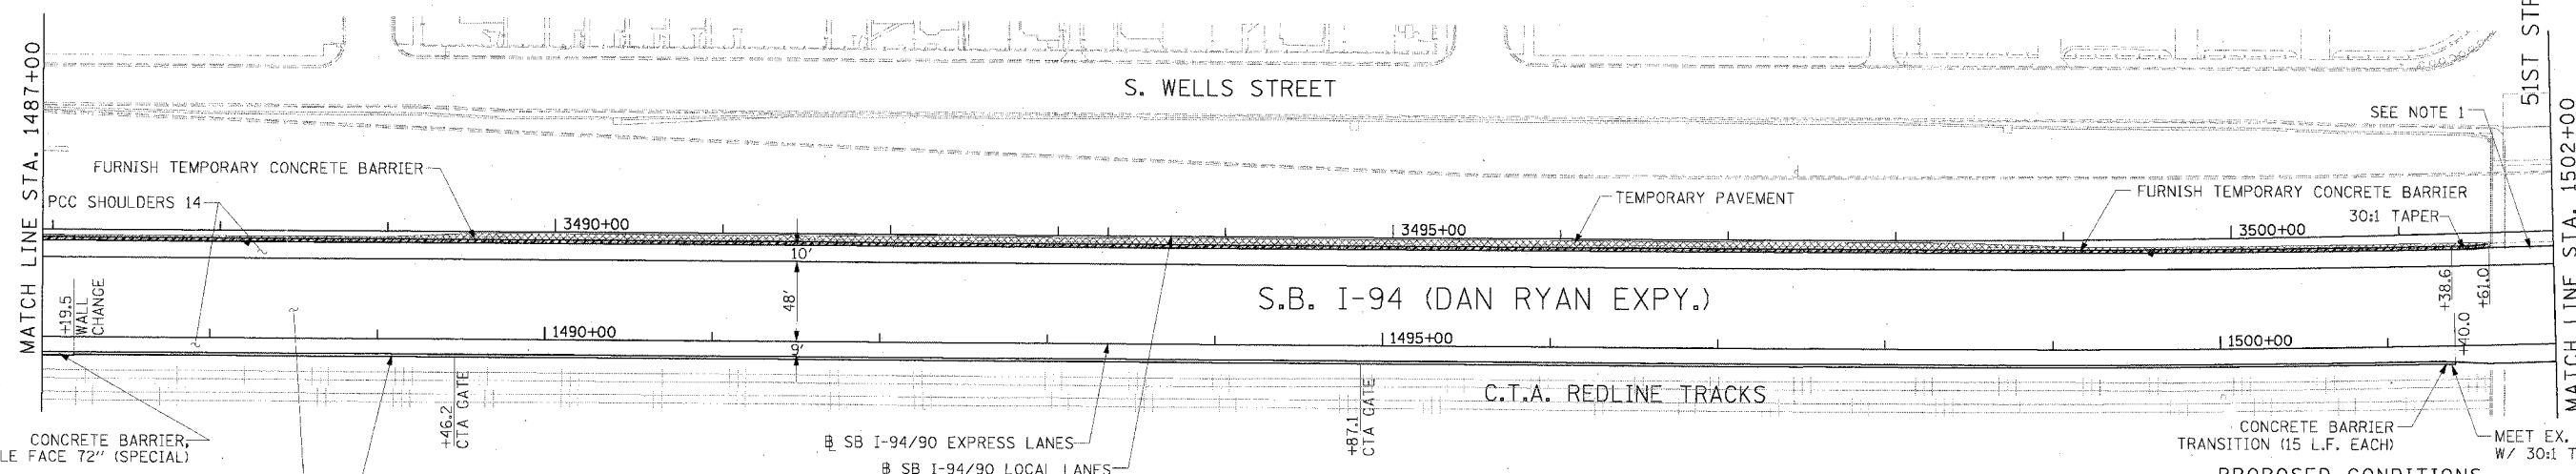 MATCH LINE STA. 1487+00
S. WELLS STREET
51ST STR
MATCH LINE STA. 1502+00
SEE NOTE 1
FURNISH TEMPORARY CONCRETE BARRIER
PCC SHOULDERS 14
TEMPORARY PAVEMENT
FURNISH TEMPORARY CONCRETE BARRIER
30:1 TAPER
3490+00
3495+00
3500+00
10'
48'
9'
+19.5
WALL
CHANGE
S.B. I-94 (DAN RYAN EXPY.)
+38.6
+61.0
+40.0
1490+00
1495+00
1500+00
C.T.A. REDLINE TRACKS
+46.2
CTA GATE
+87.1
CTA GATE
CONCRETE BARRIER,
LE FACE 72" (SPECIAL)
SB I-94/90 EXPRESS LANES
SB I-94/90 LOCAL LANES
CONCRETE BARRIER
TRANSITION (15 L.F. EACH)
MEET EX.
W/ 30:1 T
PROPOSED CONDITIONS